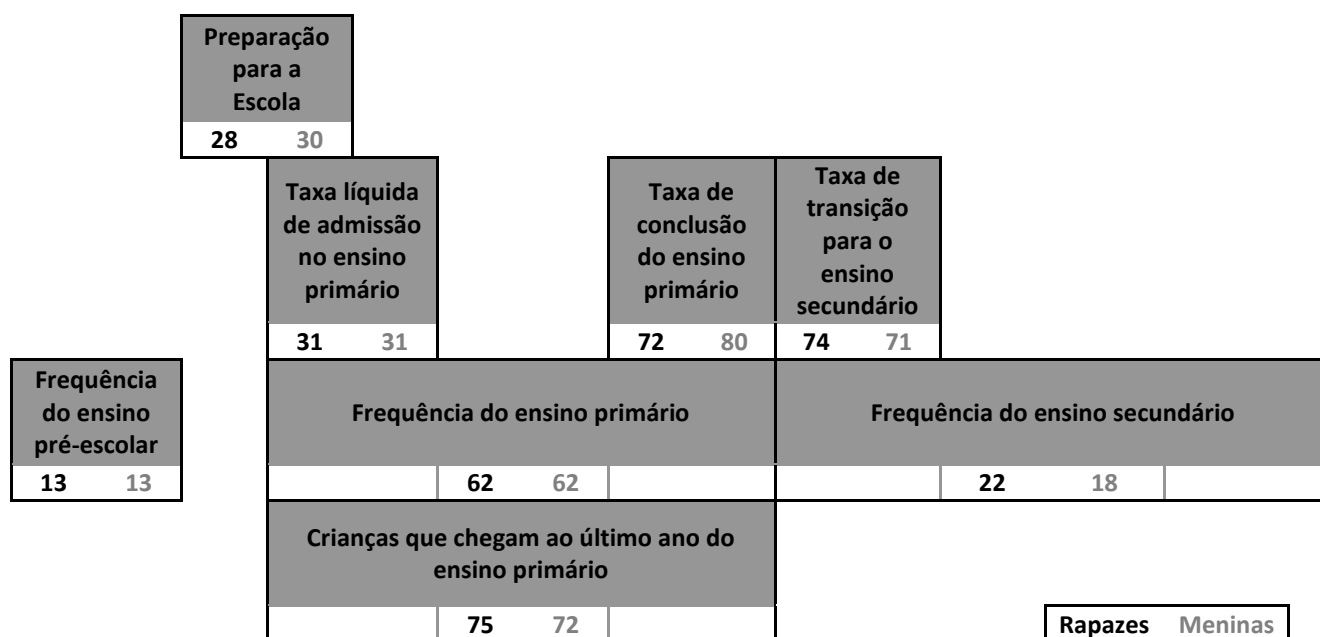 Preparação
para a
Escola
28 30
Taxa líquida
de admissão
no ensino
primário
31 31
Taxa de
conclusão
do ensino
primário
72 80
Taxa de
transição
para o
ensino
secundário
74 71
Frequência
do ensino
pré-escolar
13 13
Frequência do ensino primário
62 62
Frequência do ensino secundário
22 18
Crianças que chegam ao último ano do
ensino primário
75 72
Rapazes Meninas